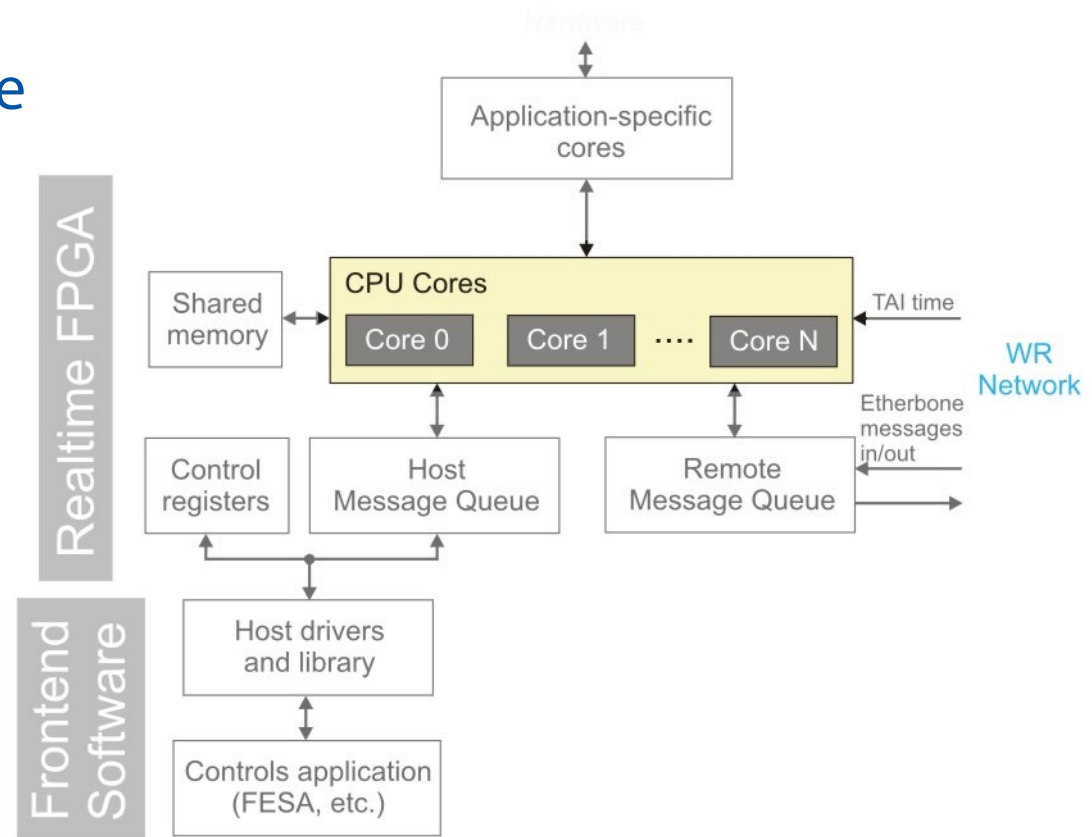 Hardware
e
Application-specific
cores
Realtime FPGA
CPU Cores
Core 0
Core 1
....
Core N
Shared
memory
TAI time
WR
Network
Etherbone
messages
in/out
Control
registers
Host
Message Queue
Remote
Message Queue
Frontend
Software
Host drivers
and library
Controls application
(FESA, etc.)